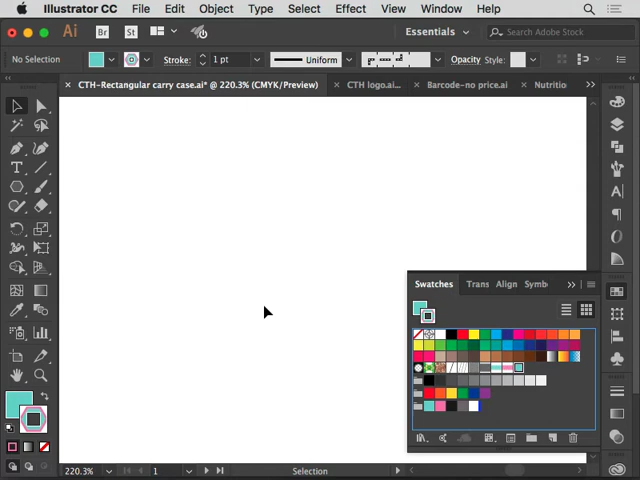 Illustrator CC File Edit Object Type Select Effect View Window Help
Ai Br St Essentials Search Adobe Stock
No Selection Stroke: 1 pt Uniform Opacity Style:
CTH-Rectangular carry case.ai* @ 220.3% (CMYK/Preview) CTH logo.ai... Barcode-no price.ai Nutritio
Swatches Trans Align Symb
220.3% 1 Selection